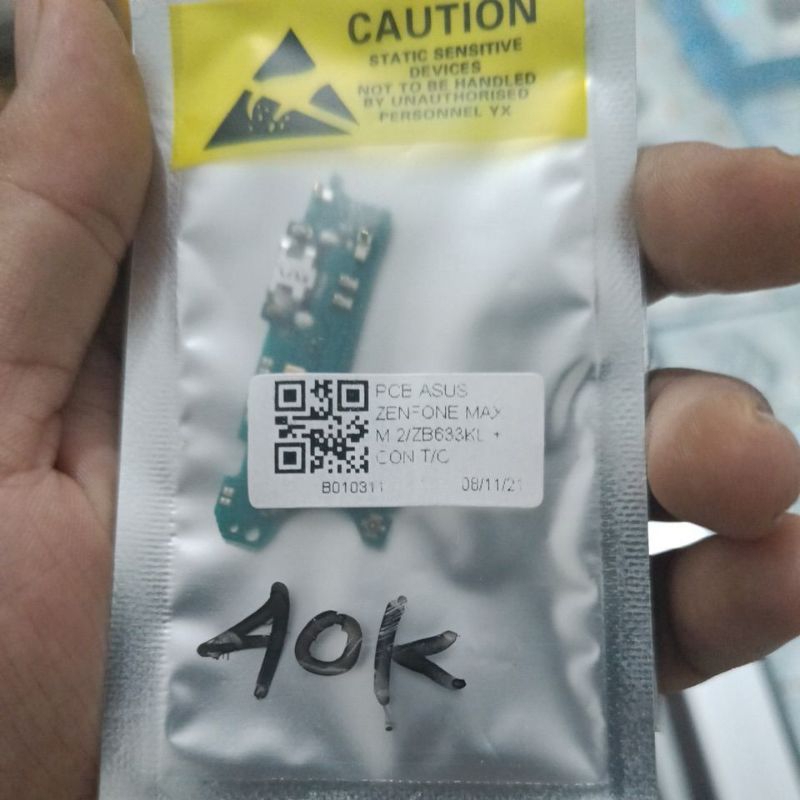 CAUTION
STATIC SENSITIVE
DEVICES
NOT TO BE HANDLED
BY UNAUTHORISED
PERSONNEL YX
PCB ASUS
ZENFONE MAX
M 2/ZB633KL +
CON T/C
B010311 08/11/21
40k